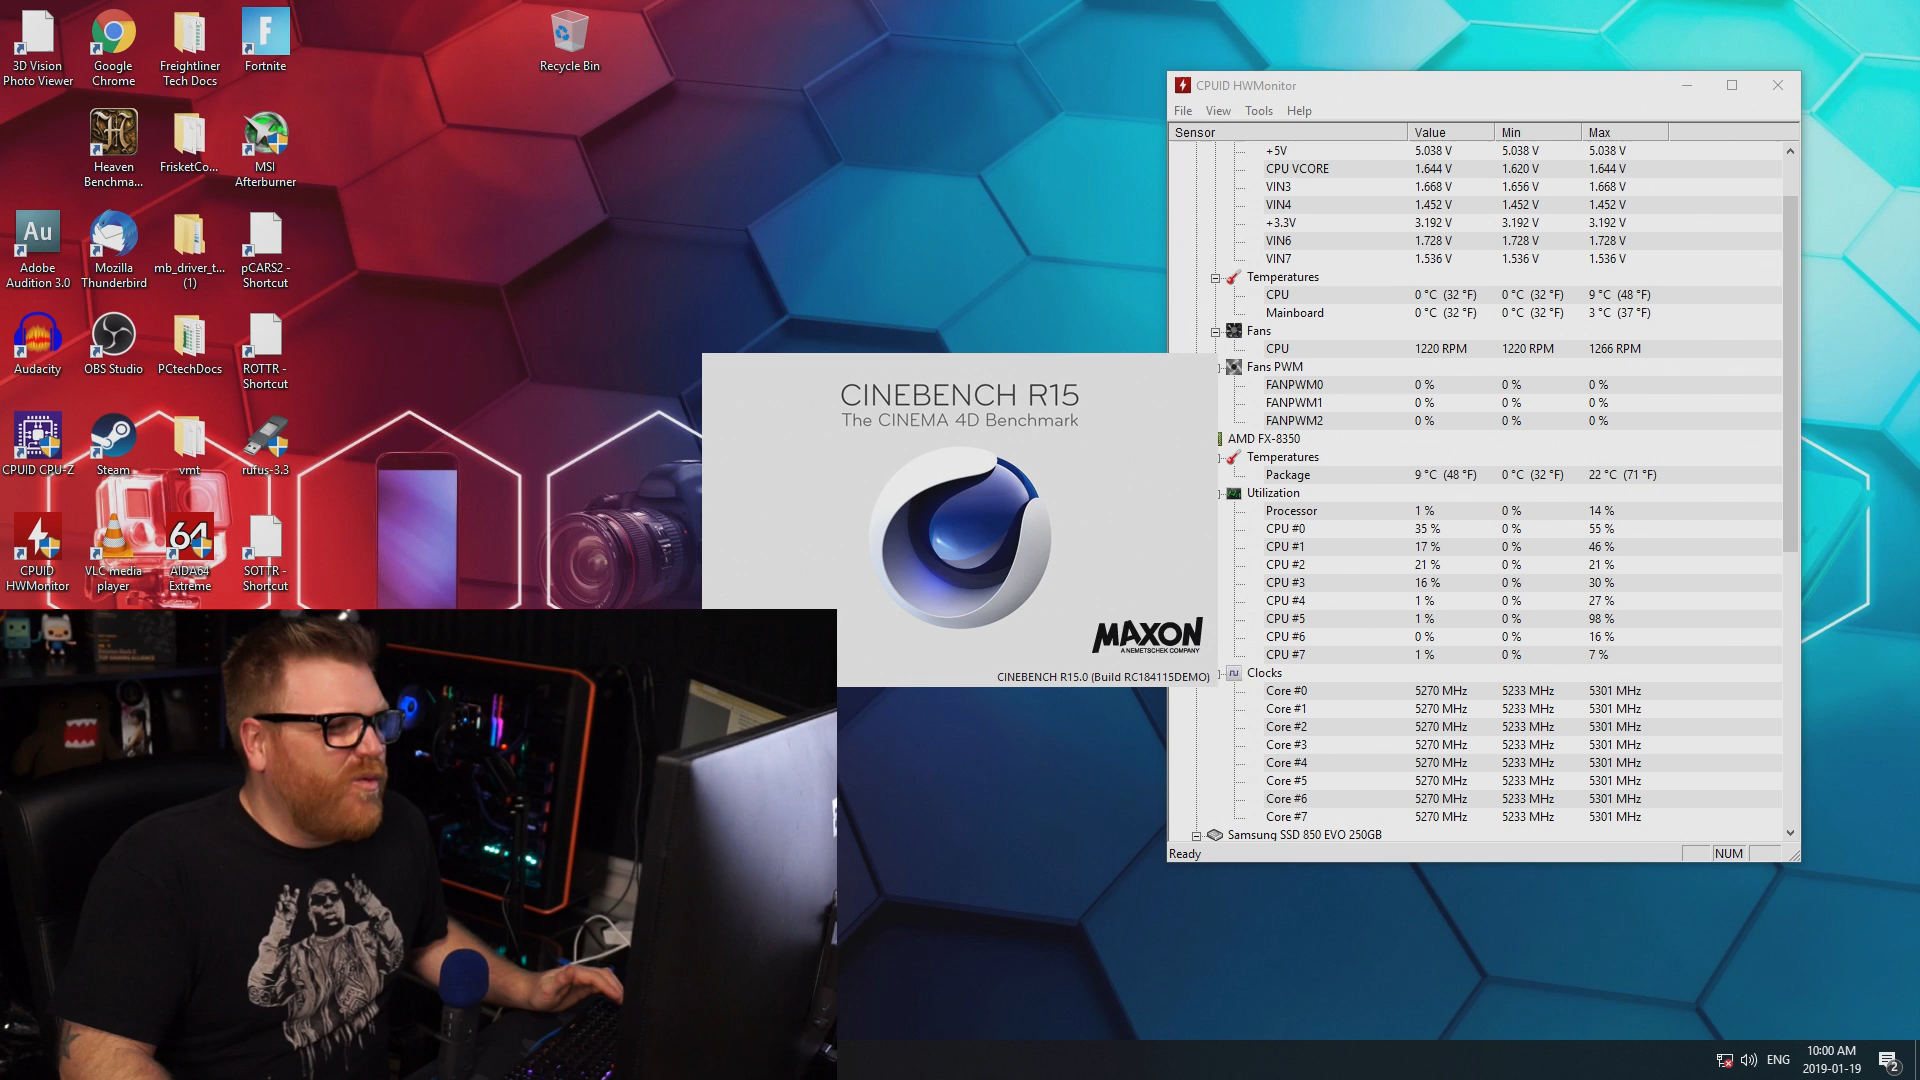 3D Vision
Photo Viewer
Google
Chrome
Freightliner
Tech Docs
Fortnite
Recycle Bin
Heaven
Benchma...
FrisketCo...
MSI
Afterburner
Au
Adobe
Audition 3.0
Mozilla
Thunderbird
mb_driver_t...
(1)
pCARS2 -
Shortcut
Audacity
OBS Studio
PCtechDocs
ROTTR -
Shortcut
CPUID CPU-Z
Steam
vmt
rufus-3.3
CPUID
HWMonitor
VLC media
player
64
AIDA64
Extreme
SOTTR -
Shortcut
CINEBENCH R15
The CINEMA 4D Benchmark
MAXON
A NEMETSCHEK COMPANY
CINEBENCH R15.0 (Build RC184115DEMO)
CPUID HWMonitor
File View Tools Help
Sensor Value Min Max
+5V 5.038 V 5.038 V 5.038 V
CPU VCORE 1.644 V 1.620 V 1.644 V
VIN3 1.668 V 1.656 V 1.668 V
VIN4 1.452 V 1.452 V 1.452 V
+3.3V 3.192 V 3.192 V 3.192 V
VIN6 1.728 V 1.728 V 1.728 V
VIN7 1.536 V 1.536 V 1.536 V
Temperatures
CPU 0 °C (32 °F) 0 °C (32 °F) 9 °C (48 °F)
Mainboard 0 °C (32 °F) 0 °C (32 °F) 3 °C (37 °F)
Fans
CPU 1220 RPM 1220 RPM 1266 RPM
Fans PWM
FANPWM0 0 % 0 % 0 %
FANPWM1 0 % 0 % 0 %
FANPWM2 0 % 0 % 0 %
AMD FX-8350
Temperatures
Package 9 °C (48 °F) 0 °C (32 °F) 22 °C (71 °F)
Utilization
Processor 1 % 0 % 14 %
CPU #0 35 % 0 % 55 %
CPU #1 17 % 0 % 46 %
CPU #2 21 % 0 % 21 %
CPU #3 16 % 0 % 30 %
CPU #4 1 % 0 % 27 %
CPU #5 1 % 0 % 98 %
CPU #6 0 % 0 % 16 %
CPU #7 1 % 0 % 7 %
Clocks
Core #0 5270 MHz 5233 MHz 5301 MHz
Core #1 5270 MHz 5233 MHz 5301 MHz
Core #2 5270 MHz 5233 MHz 5301 MHz
Core #3 5270 MHz 5233 MHz 5301 MHz
Core #4 5270 MHz 5233 MHz 5301 MHz
Core #5 5270 MHz 5233 MHz 5301 MHz
Core #6 5270 MHz 5233 MHz 5301 MHz
Core #7 5270 MHz 5233 MHz 5301 MHz
Samsung SSD 850 EVO 250GB
Ready NUM
ENG
10:00 AM
2019-01-19
2